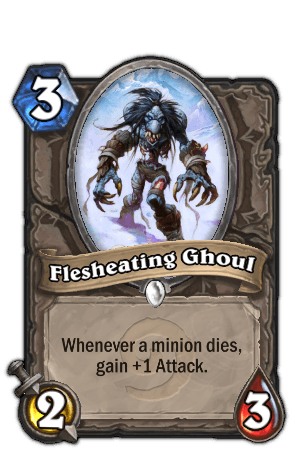 3
Flesheating Ghoul
Whenever a minion dies,
gain +1 Attack.
2
3